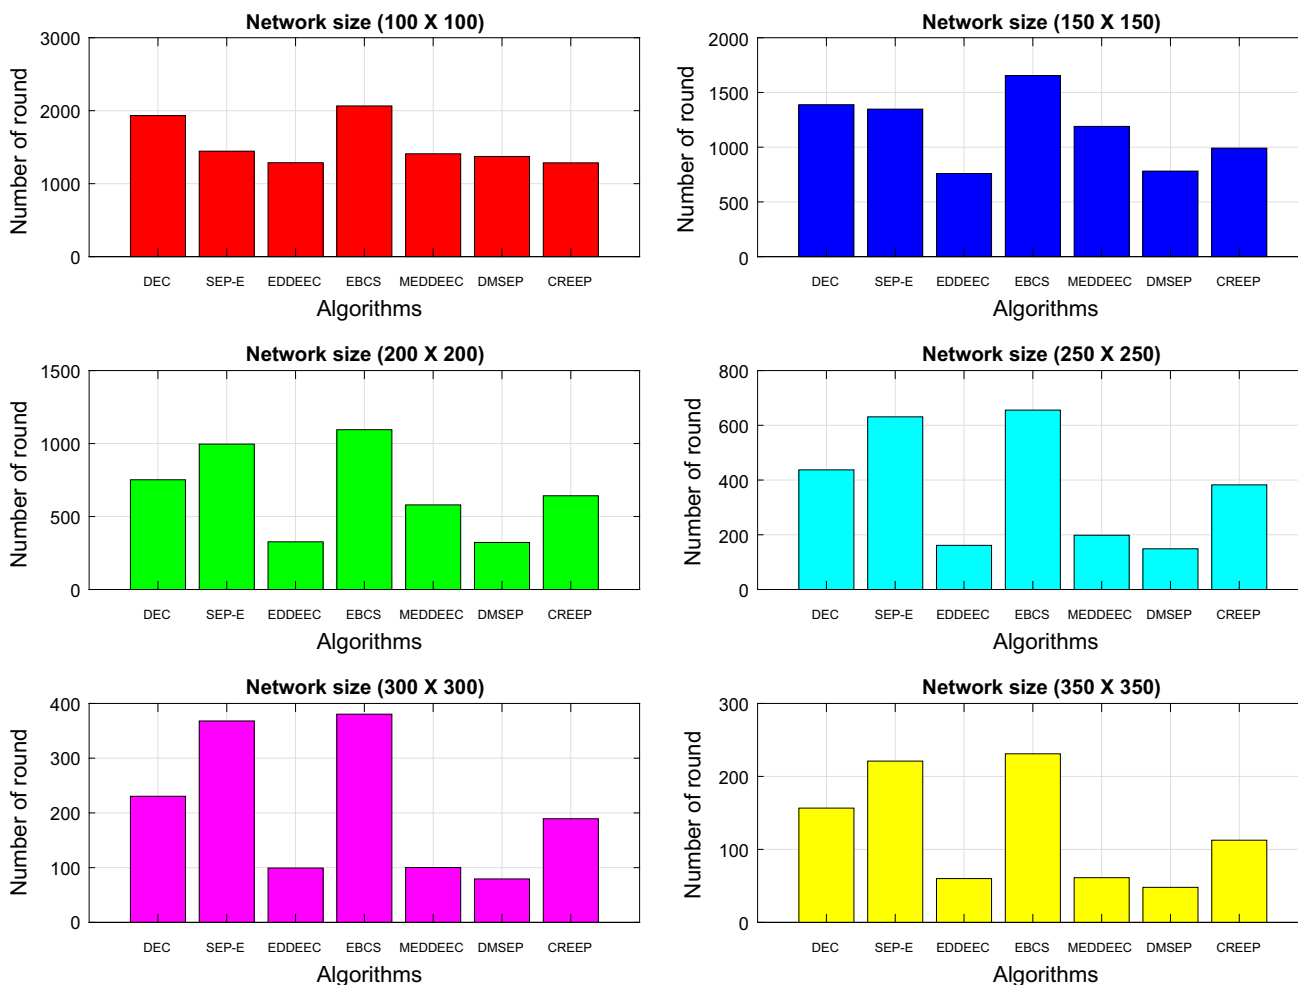 Network size (100 X 100)
Number of round
3000
2000
1000
0
DEC SEP-E EDDEEC EBCS MEDDEEC DMSEP CREEP
Algorithms
Network size (150 X 150)
Number of round
2000
1500
1000
500
0
DEC SEP-E EDDEEC EBCS MEDDEEC DMSEP CREEP
Algorithms
Network size (200 X 200)
Number of round
1500
1000
500
0
DEC SEP-E EDDEEC EBCS MEDDEEC DMSEP CREEP
Algorithms
Network size (250 X 250)
Number of round
800
600
400
200
0
DEC SEP-E EDDEEC EBCS MEDDEEC DMSEP CREEP
Algorithms
Network size (300 X 300)
Number of round
400
300
200
100
0
DEC SEP-E EDDEEC EBCS MEDDEEC DMSEP CREEP
Algorithms
Network size (350 X 350)
Number of round
300
200
100
0
DEC SEP-E EDDEEC EBCS MEDDEEC DMSEP CREEP
Algorithms